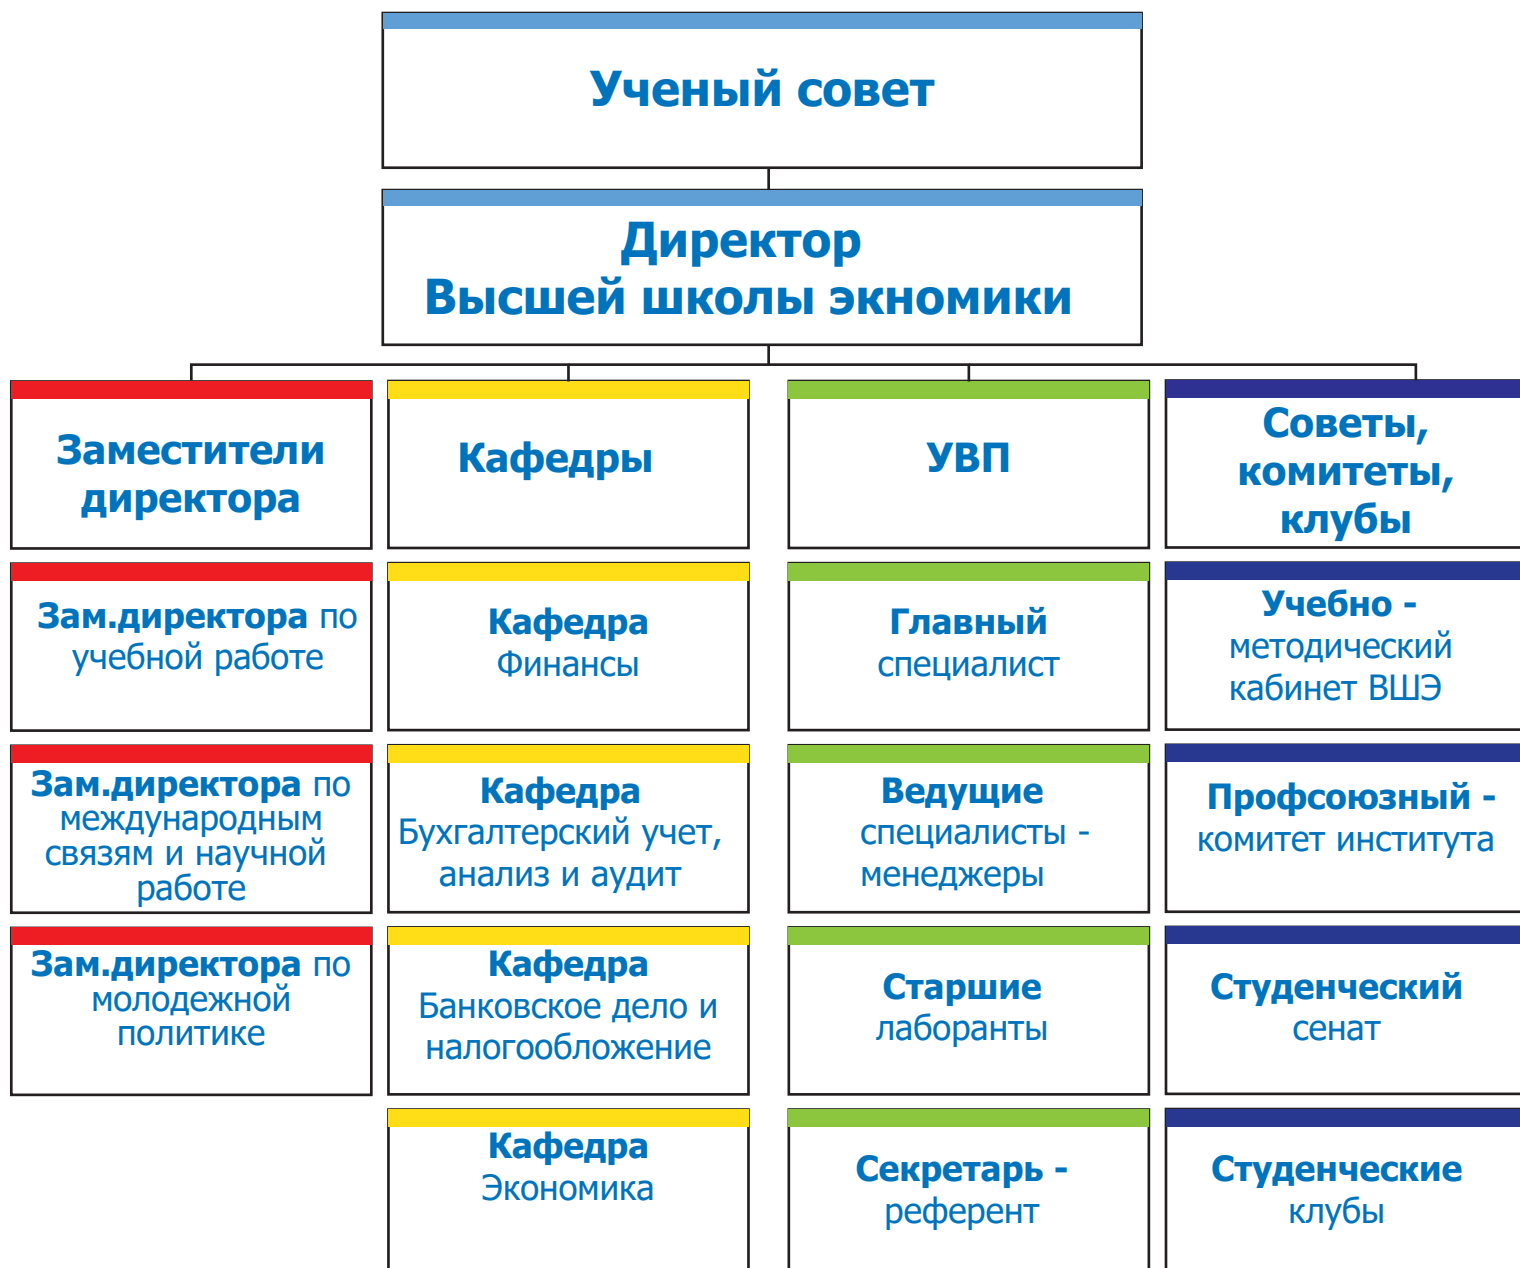 Ученый совет
Директор
Высшей школы экномики
Заместители
директора
Кафедры
УВП
Советы,
комитеты,
клубы
Зам.директора по
учебной работе
Кафедра
Финансы
Главный
специалист
Учебно -
методический
кабинет ВШЭ
Зам.директора по
международным
связям и научной
работе
Кафедра
Бухгалтерский учет,
анализ и аудит
Ведущие
специалисты -
менеджеры
Профсоюзный -
комитет института
Зам.директора по
молодежной
политике
Кафедра
Банковское дело и
налогообложение
Старшие
лаборанты
Студенческий
сенат
Кафедра
Экономика
Секретарь -
референт
Студенческие
клубы